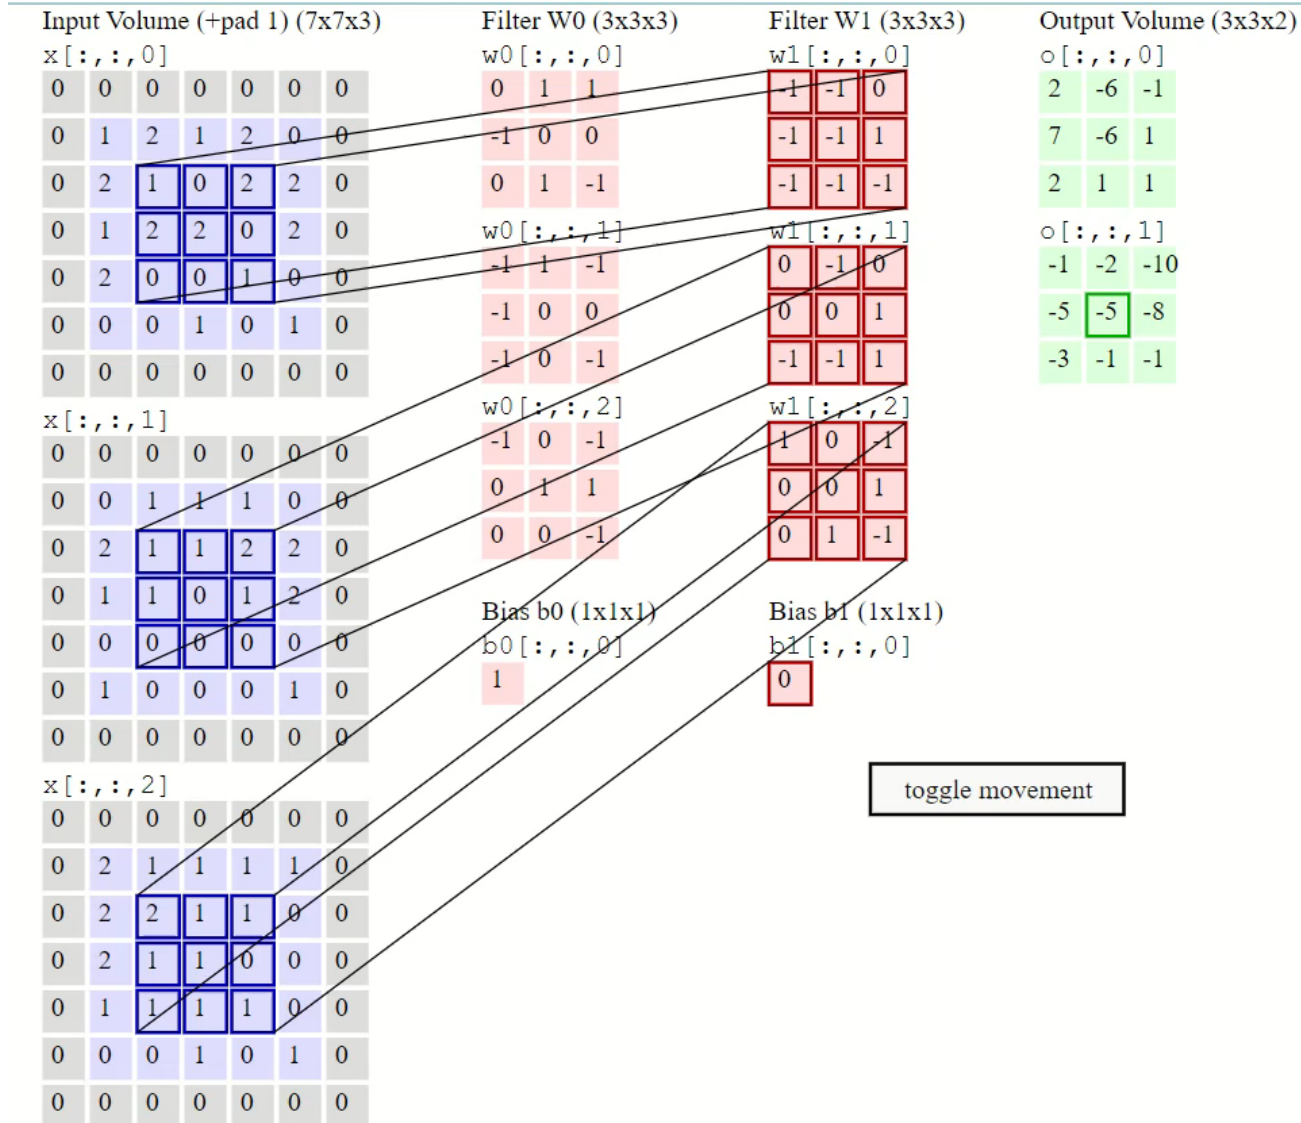 Input Volume (+pad 1) (7x7x3)
x[:,:,0]
0 0 0 0 0 0 0
0 1 2 1 2 0 0
0 2 1 0 2 2 0
0 1 2 2 0 2 0
0 2 0 0 1 0 0
0 0 0 1 0 1 0
0 0 0 0 0 0 0
x[:,:,1]
0 0 0 0 0 0 0
0 0 1 1 1 0 0
0 2 1 1 2 2 0
0 1 1 0 1 2 0
0 0 0 0 0 0 0
0 1 0 0 0 1 0
0 0 0 0 0 0 0
x[:,:,2]
0 0 0 0 0 0 0
0 2 1 1 1 1 0
0 2 2 1 1 0 0
0 2 1 1 0 0 0
0 1 1 1 1 0 0
0 0 0 1 0 1 0
0 0 0 0 0 0 0
Filter W0 (3x3x3)
w0[:,:,0]
0 1 1
-1 0 0
0 1 -1
w0[:,:,1]
-1 1 -1
-1 0 0
-1 0 -1
w0[:,:,2]
-1 0 -1
0 1 1
0 0 -1
Bias b0 (1x1x1)
b0[:,:,0]
1
Filter W1 (3x3x3)
w1[:,:,0]
-1 -1 0
-1 -1 1
-1 -1 -1
w1[:,:,1]
0 -1 0
0 0 1
-1 -1 1
w1[:,:,2]
1 0 -1
0 0 1
0 1 -1
Bias b1 (1x1x1)
b1[:,:,0]
0
Output Volume (3x3x2)
o[:,:,0]
2 -6 -1
7 -6 1
2 1 1
o[:,:,1]
-1 -2 -10
-5 -5 -8
-3 -1 -1
toggle movement